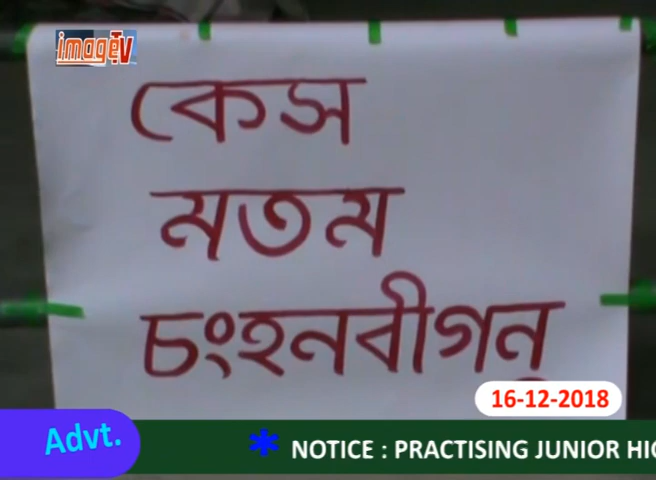 imagetv
কেস
মতম
চংহনবীগনু
16-12-2018
Advt.
* NOTICE : PRACTISING JUNIOR HIG